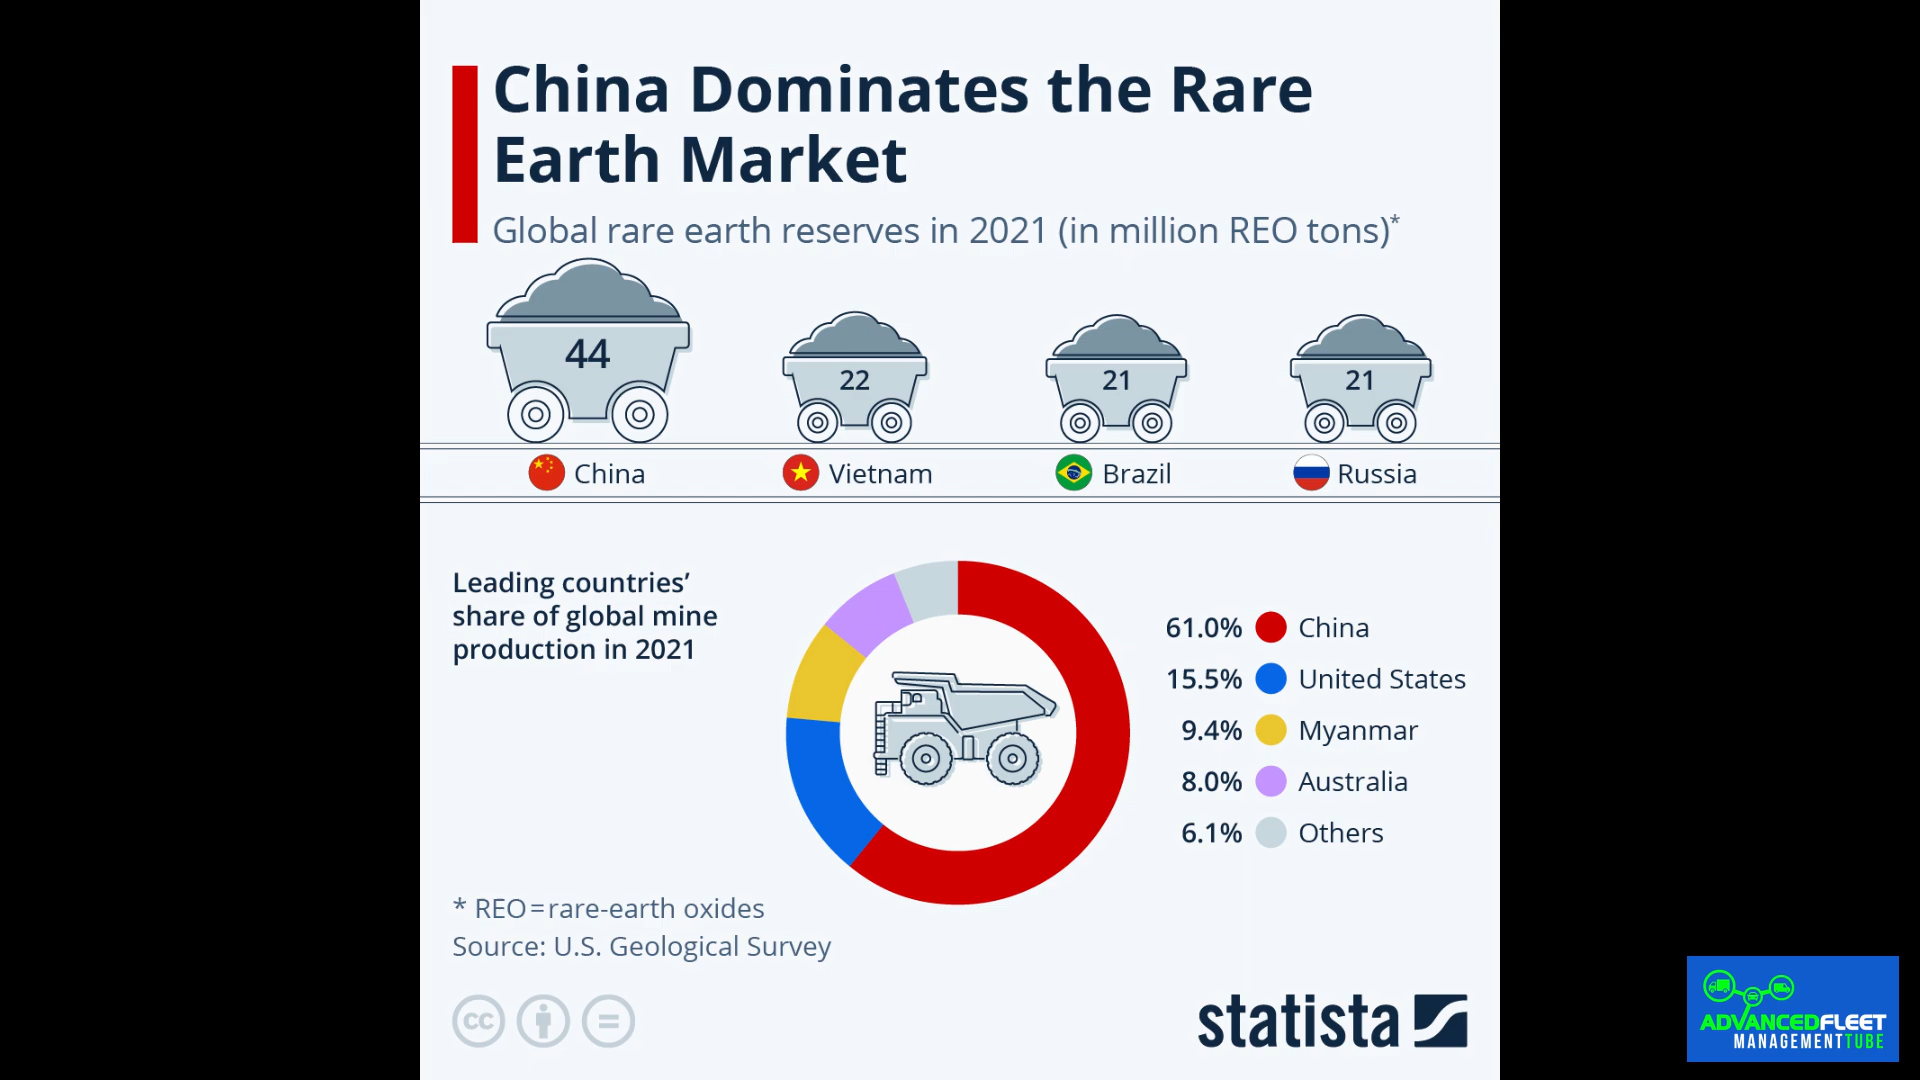 China Dominates the Rare
Earth Market
Global rare earth reserves in 2021 (in million REO tons)*
44
22
21
21
China
Vietnam
Brazil
Russia
Leading countries’
share of global mine
production in 2021
61.0% China
15.5% United States
9.4% Myanmar
8.0% Australia
6.1% Others
* REO=rare-earth oxides
Source: U.S. Geological Survey
cc
statista
ADVANCEDFLEET
MANAGEMENTTUBE